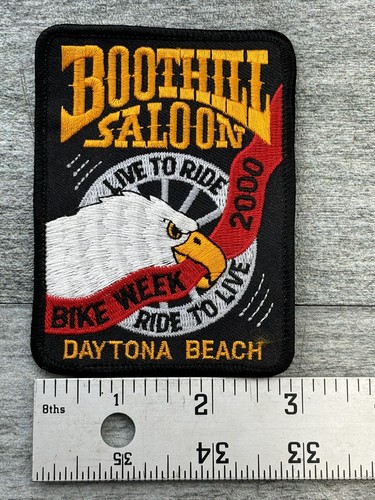 BOOTHILL
SALOON
LIVE TO RIDE
2000
BIKE WEEK
RIDE TO LIVE
DAYTONA BEACH
8ths 1 2 3
35 34 33